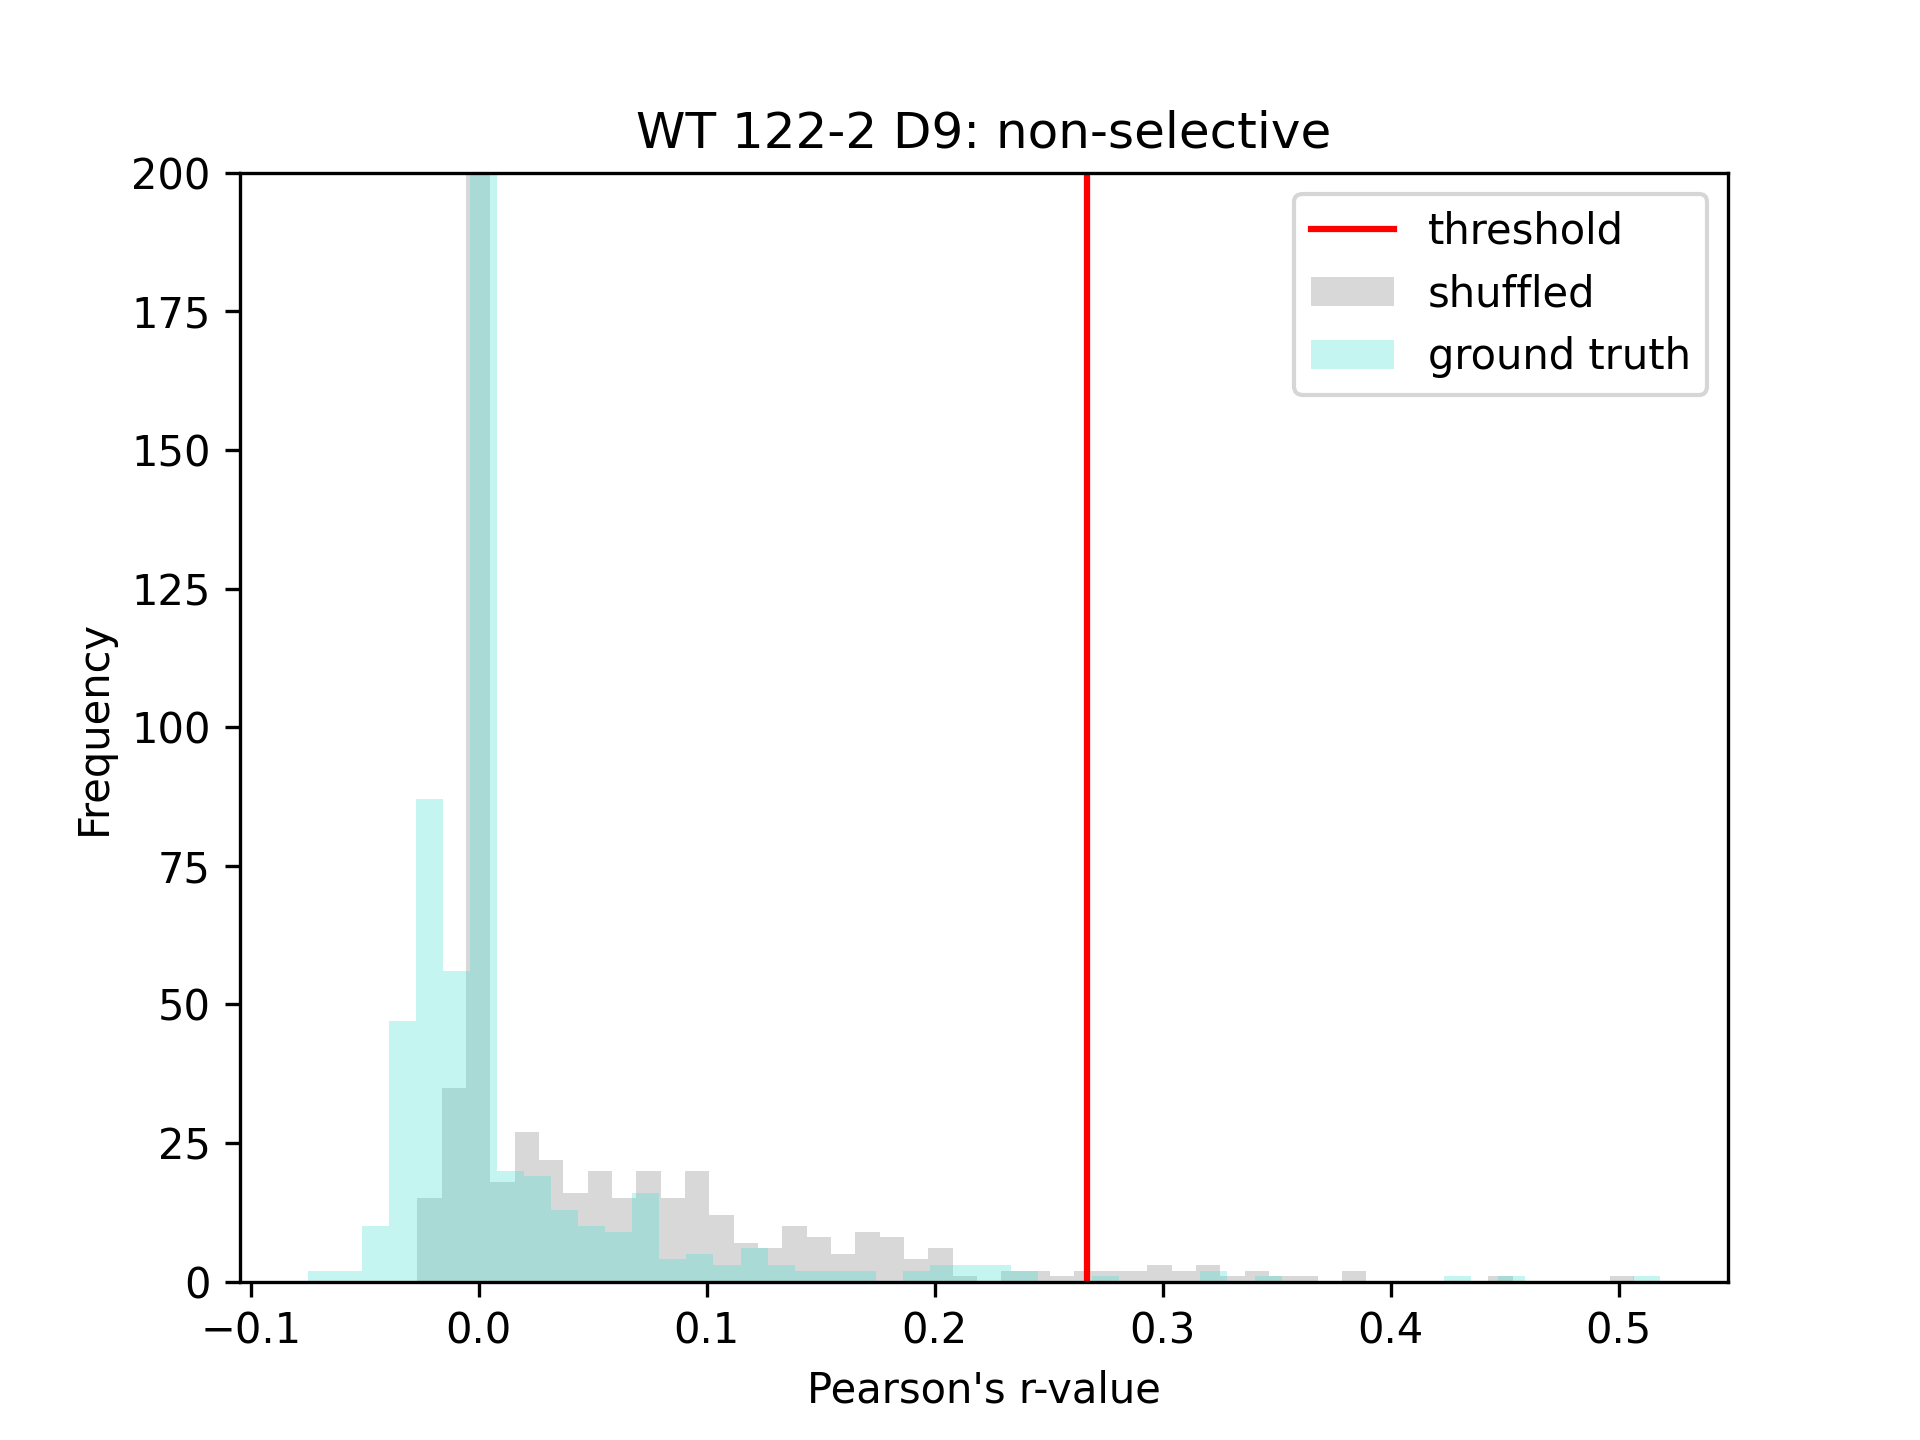 WT 122-2 D9: non-selective
200
175
150
125
100
75
50
25
0
Frequency
threshold
shuffled
ground truth
−0.1 0.0 0.1 0.2 0.3 0.4 0.5
Pearson's r-value